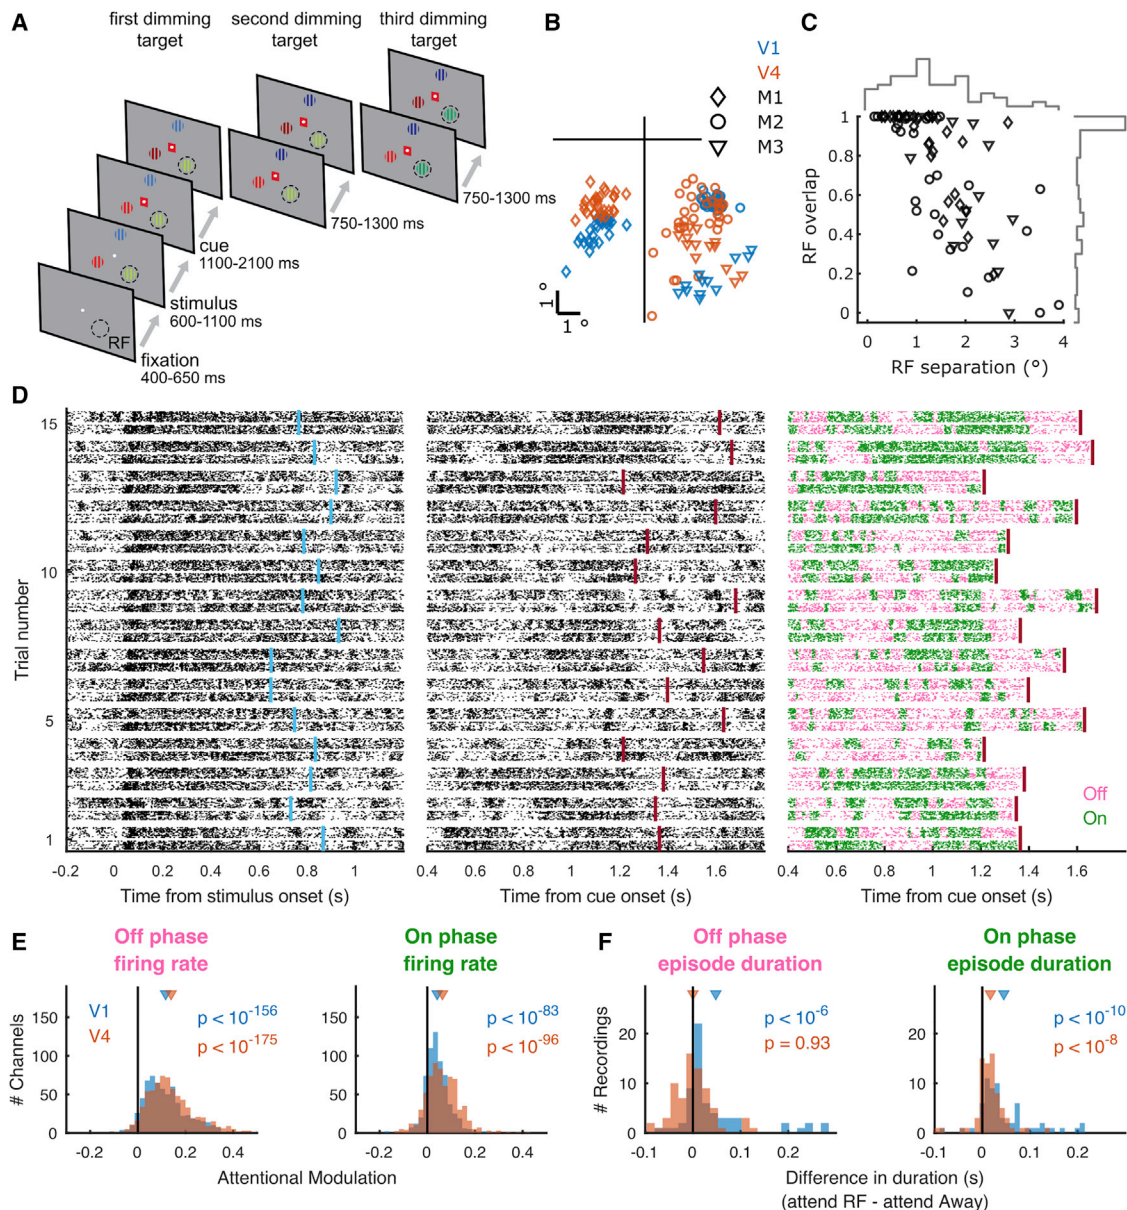 A
first dimming
target
second dimming
target
third dimming
target
RF
fixation
400-650 ms
stimulus
600-1100 ms
cue
1100-2100 ms
750-1300 ms
750-1300 ms
B
V1
V4
M1
M2
M3
1 °
1 °
C
RF overlap
1
0.8
0.6
0.4
0.2
0
0 1 2 3 4
RF separation (°)
D
Trial number
15
10
5
1
-0.2 0 0.2 0.4 0.6 0.8 1
Time from stimulus onset (s)
0.4 0.6 0.8 1 1.2 1.4 1.6
Time from cue onset (s)
Off
On
0.4 0.6 0.8 1 1.2 1.4 1.6
Time from cue onset (s)
E
Off phase
firing rate
V1
V4
p < 10^-156
p < 10^-175
# Channels
150
100
50
0
-0.2 0 0.2 0.4
On phase
firing rate
p < 10^-83
p < 10^-96
150
100
50
0
-0.2 0 0.2 0.4
Attentional Modulation
F
Off phase
episode duration
p < 10^-6
p = 0.93
# Recordings
20
10
0
-0.1 0 0.1 0.2
On phase
episode duration
p < 10^-10
p < 10^-8
20
10
0
-0.1 0 0.1 0.2
Difference in duration (s)
(attend RF - attend Away)